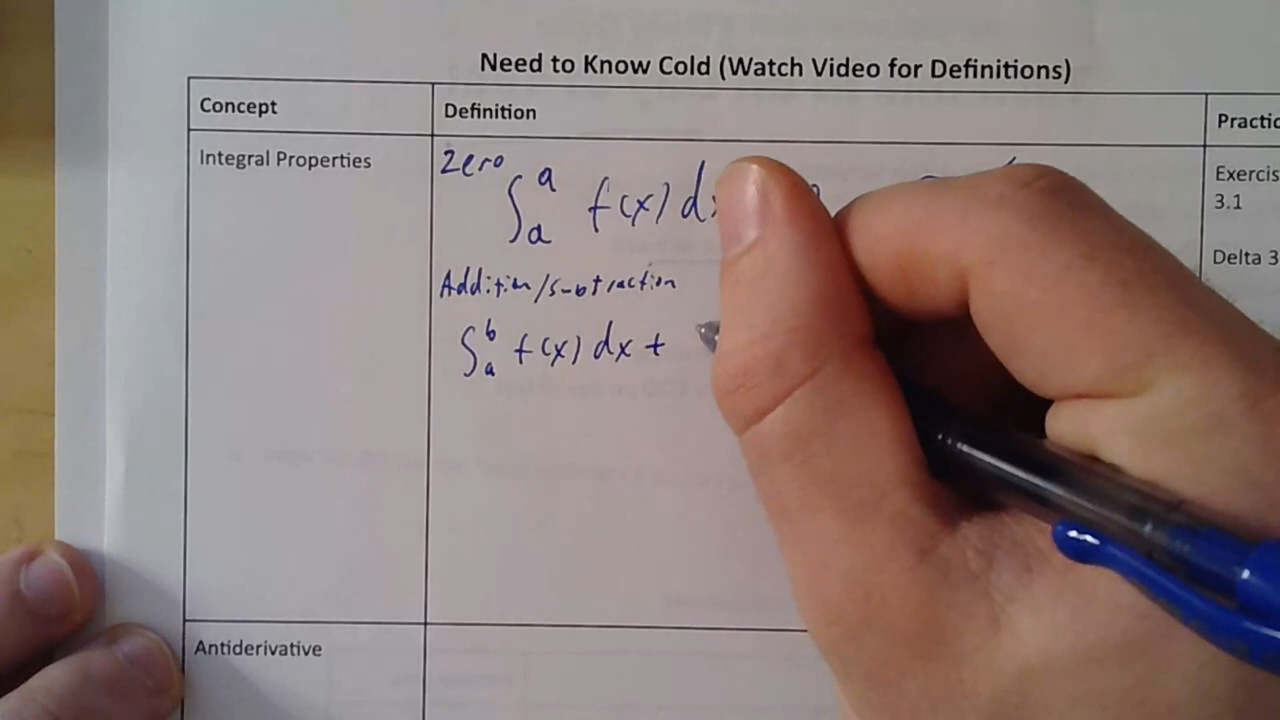 Need to Know Cold (Watch Video for Definitions)
Concept
Definition
Integral Properties
Zero
∫ₐᵃ f(x) d
Addition/Subtraction
∫ₐᵇ f(x) dx +
Exercis
3.1
Delta 3
Practic
Antiderivative